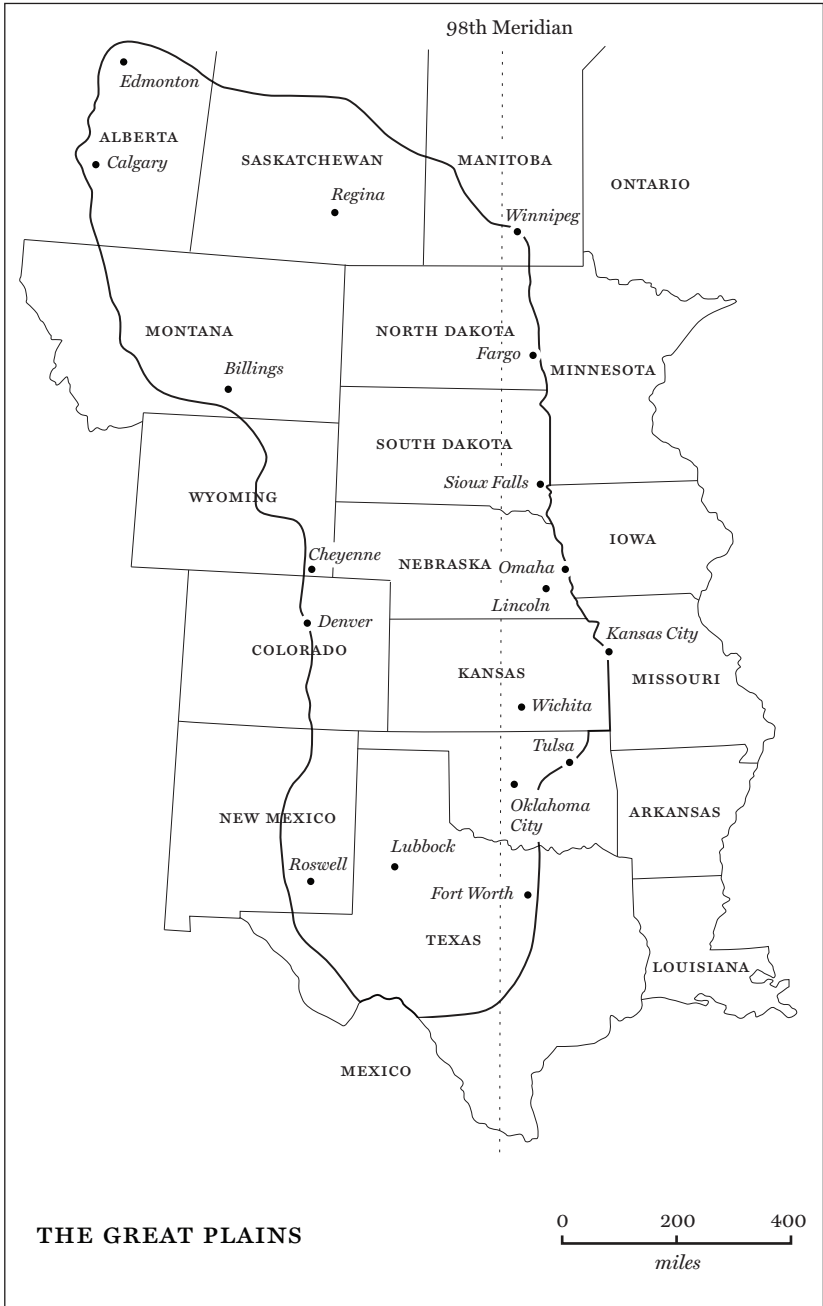 98th Meridian
Edmonton
ALBERTA
Calgary
SASKATCHEWAN
MANITOBA
ONTARIO
Regina
Winnipeg
MONTANA
NORTH DAKOTA
Fargo
MINNESOTA
Billings
SOUTH DAKOTA
Sioux Falls
WYOMING
IOWA
Cheyenne
NEBRASKA
Omaha
Lincoln
Denver
Kansas City
COLORADO
KANSAS
MISSOURI
Wichita
Tulsa
Oklahoma
City
ARKANSAS
NEW MEXICO
Lubbock
Roswell
Fort Worth
TEXAS
LOUISIANA
MEXICO
THE GREAT PLAINS
0 200 400
miles